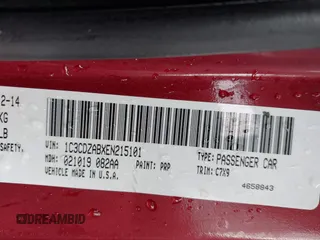 2-14
KG
LB
SAFETY.
VIN: 1C3CDZABXEN215101
MDH: 021019 082AA PAINT: PRP
VEHICLE MADE IN U.S.A.
TYPE: PASSENGER CAR
TRIM: C7X9
4658843
DREAMBID